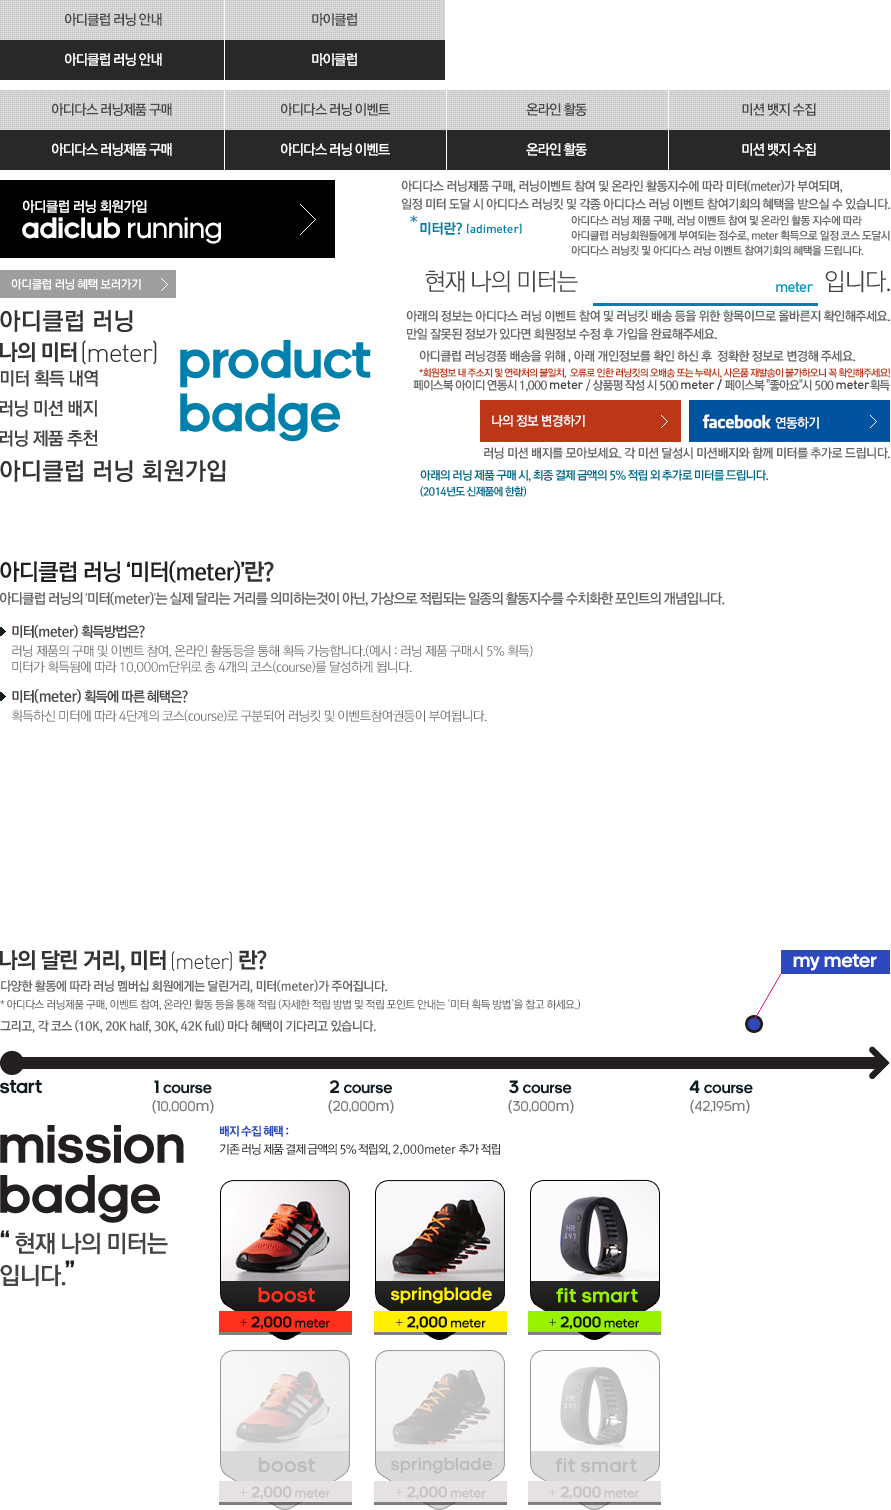 아디클럽 러닝 안내 마이클럽
아디클럽 러닝 안내 마이클럽
아디다스 러닝제품 구매 아디다스 러닝 이벤트 온라인 활동 미션 뱃지 수집
아디다스 러닝제품 구매 아디다스 러닝 이벤트 온라인 활동 미션 뱃지 수집
아디클럽 러닝 회원가입
adiclub running
아디클럽 러닝 혜택 보러가기
아디클럽 러닝
나의 미터 (meter)
미터 획득 내역
러닝 미션 배지
러닝 제품 추천
아디클럽 러닝 회원가입
product
badge
아디다스 러닝제품 구매, 러닝이벤트 참여 및 온라인 활동지수에 따라 미터(meter)가 부여되며,
일정 미터 도달 시 아디다스 러닝킷 및 각종 아디다스 러닝 이벤트 참여기회의 혜택을 받으실 수 있습니다.
*미터란? (adimeter)
아디다스 러닝 제품 구매, 러닝 이벤트 참여 및 온라인 활동 지수에 따라
아디클럽 러닝회원들에게 부여되는 점수로, meter 획득으로 일정 코스 도달시
아디다스 러닝킷 및 아디다스 러닝 이벤트 참여기회의 혜택을 드립니다.
현재 나의 미터는 meter 입니다.
아래의 정보는 아디다스 러닝 이벤트 참여 및 러닝킷 배송 등을 위한 항목이므로 올바른지 확인해주세요.
만일 잘못된 정보가 있다면 회원정보 수정 후 가입을 완료해주세요.
아디클럽 러닝경품 배송을 위해 , 아래 개인정보를 확인 하신 후 정확한 정보로 변경해 주세요.
*회원정보 내 주소지 및 연락처의 불일치, 오류로 인한 러닝킷의 오배송 또는 누락시, 사은품 재발송이 불가하오니 꼭 확인해주세요!
페이스북 아이디 연동시 1,000 meter / 상품평 작성 시 500 meter / 페이스북 "좋아요"시 500 meter획득
나의 정보 변경하기
facebook 연동하기
러닝 미션 배지를 모아보세요. 각 미션 달성시 미션배지와 함께 미터를 추가로 드립니다.
아래의 러닝 제품 구매 시, 최종 결제 금액의 5% 적립 외 추가로 미터를 드립니다.
(2014년도 신제품에 한함)
아디클럽 러닝 ‘미터(meter)’란?
아디클럽 러닝의 ‘미터(meter)’는 실제 달리는 거리를 의미하는것이 아닌, 가상으로 적립되는 일종의 활동지수를 수치화한 포인트의 개념입니다.
미터(meter) 획득방법은?
러닝 제품의 구매 및 이벤트 참여, 온라인 활동등을 통해 획득 가능합니다.(예시 : 러닝 제품 구매시 5% 획득)
미터가 획득됨에 따라 10,000m단위로 총 4개의 코스(course)를 달성하게 됩니다.
미터(meter) 획득에 따른 혜택은?
획득하신 미터에 따라 4단계의 코스(course)로 구분되어 러닝킷 및 이벤트참여권등이 부여됩니다.
나의 달린 거리, 미터 (meter) 란?
다양한 활동에 따라 러닝 멤버십 회원에게는 달린거리, 미터(meter)가 주어집니다.
* 아디다스 러닝제품 구매, 이벤트 참여, 온라인 활동 등을 통해 적립 (자세한 적립 방법 및 적립 포인트 안내는 '미터 획득 방법'을 참고 하세요.)
그리고, 각 코스 (10K, 20K half, 30K, 42K full) 마다 혜택이 기다리고 있습니다.
my meter
start 1 course 2 course 3 course 4 course
(10,000m) (20,000m) (30,000m) (42,195m)
mission
badge
“ 현재 나의 미터는
입니다.”
배지 수집 혜택 :
기존 러닝 제품 결제 금액의 5% 적립외, 2,000meter 추가 적립
HR
147
boost springblade fit smart
+ 2,000 meter + 2,000 meter + 2,000 meter
HR
147
boost springblade fit smart
+ 2,000 meter + 2,000 meter + 2,000 meter